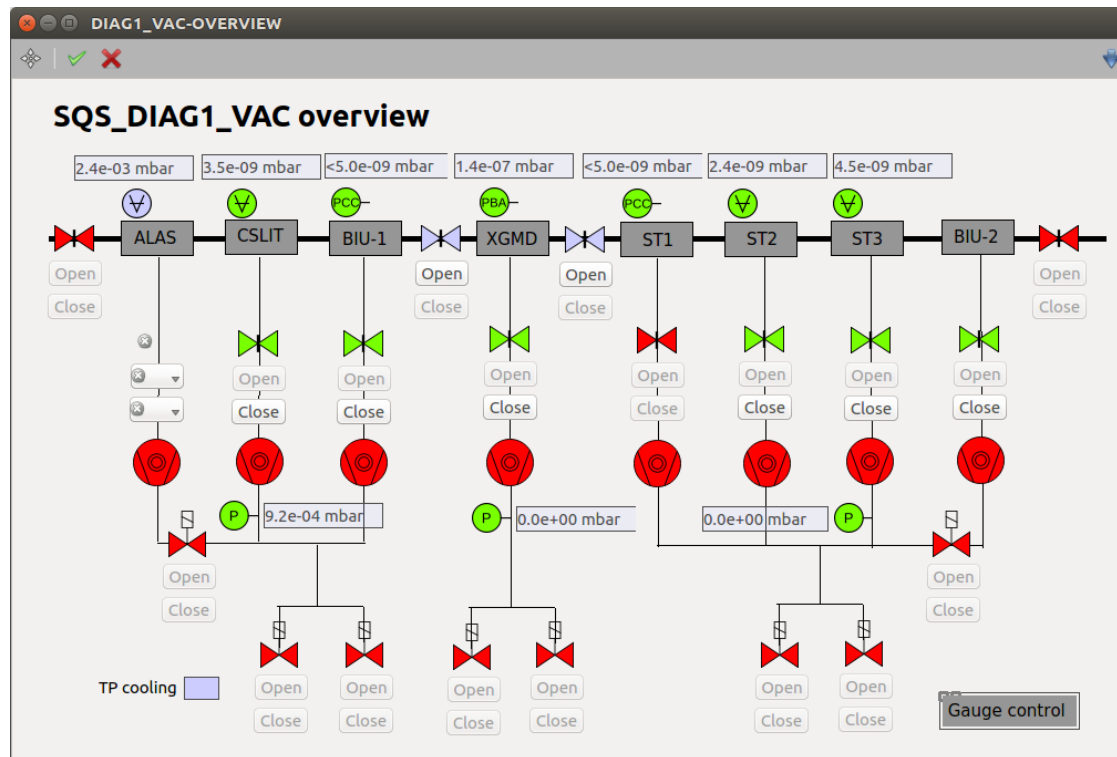 DIAG1_VAC-OVERVIEW
SQS_DIAG1_VAC overview
2.4e-03 mbar 3.5e-09 mbar <5.0e-09 mbar 1.4e-07 mbar <5.0e-09 mbar 2.4e-09 mbar 4.5e-09 mbar
PCC PBA PCC
ALAS CSLIT BIU-1 XGMD ST1 ST2 ST3 BIU-2
Open Open Open Open
Close Close Close Close
Open Open Open Open Open Open Open
Close Close Close Close Close Close Close
P 9.2e-04 mbar P 0.0e+00 mbar 0.0e+00 mbar P
Open Open
Close Close
Open Open Open Open Open Open
Close Close Close Close Close Close
TP cooling
Gauge control